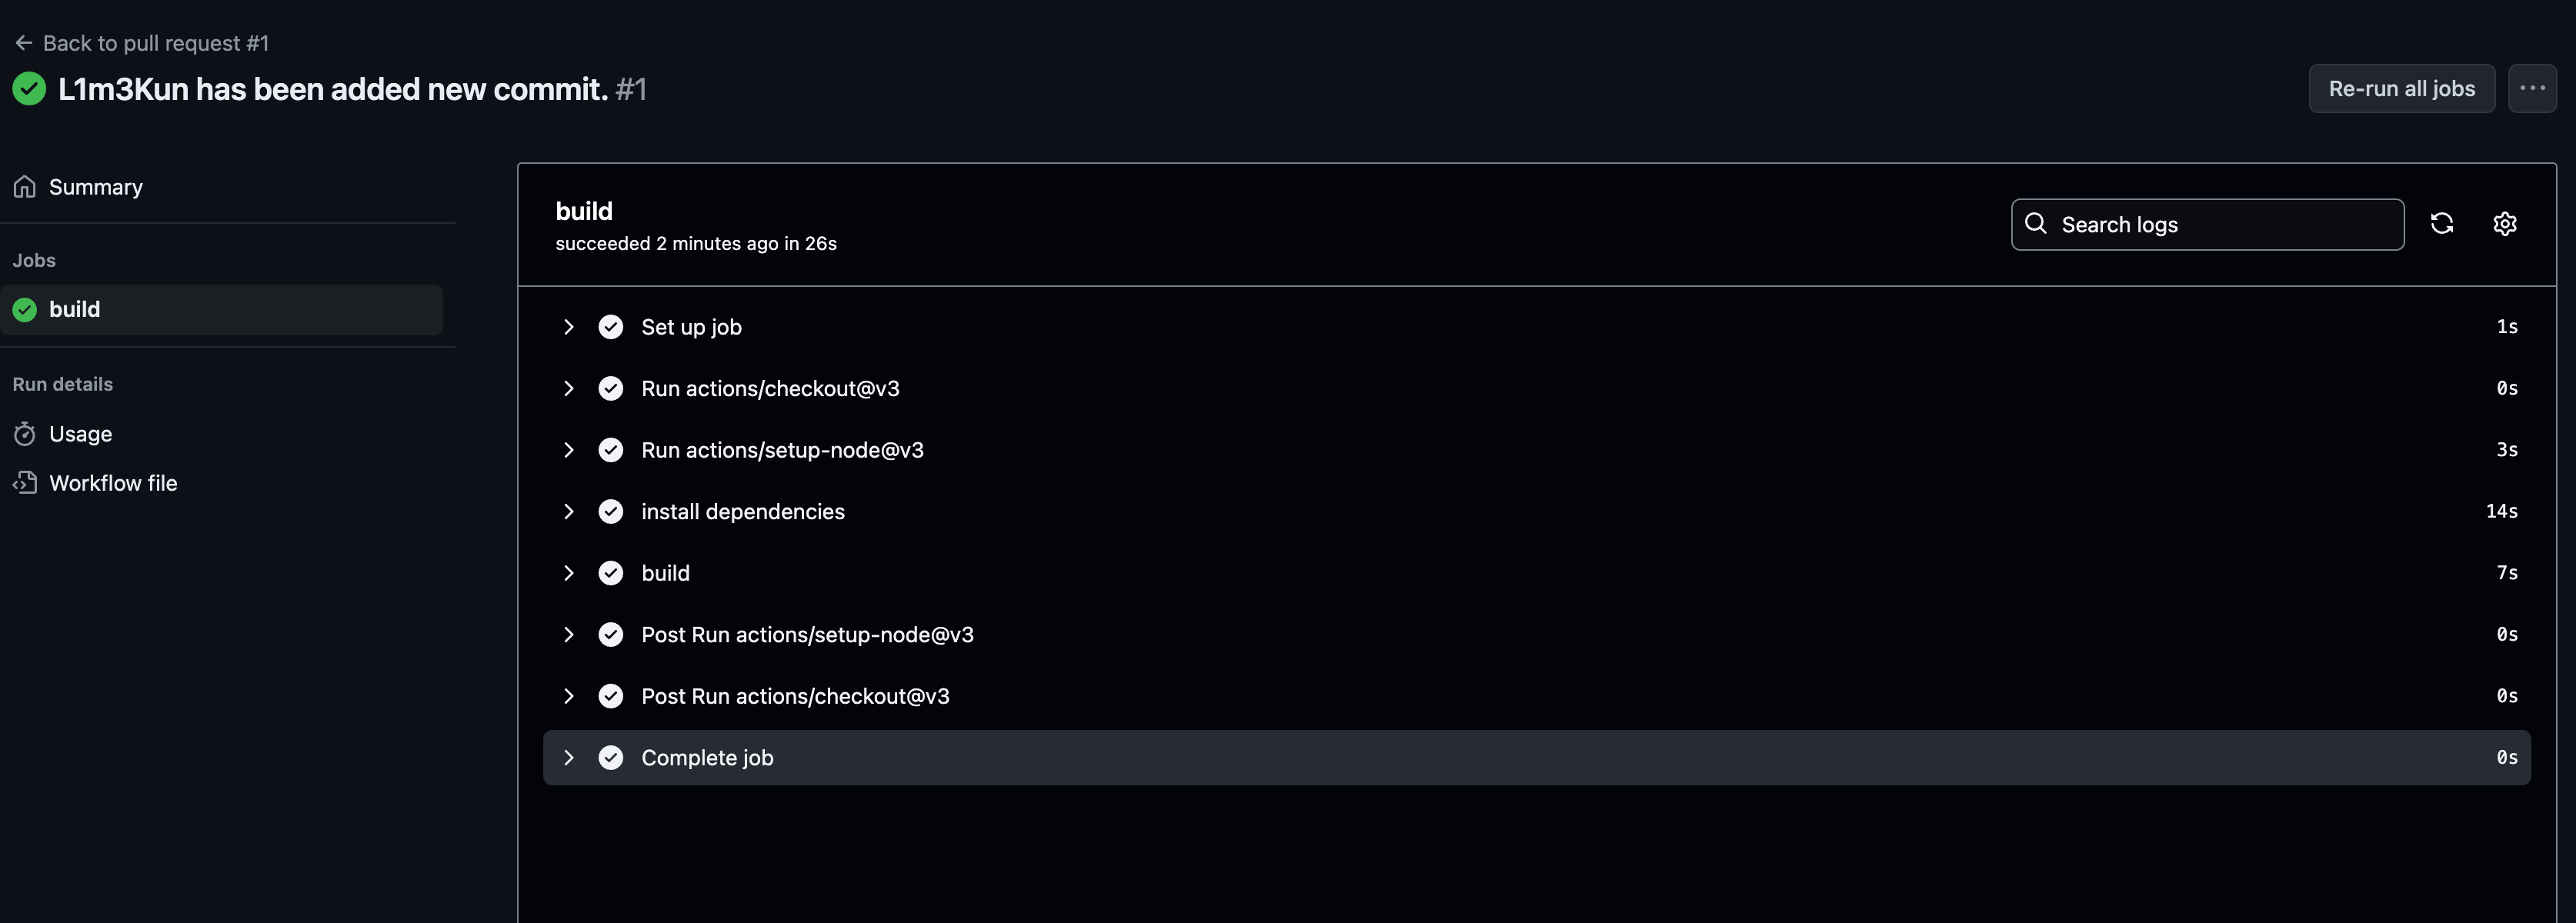 Back to pull request #1
L1m3Kun has been added new commit. #1
Re-run all jobs
Summary
Jobs
build
Run details
Usage
Workflow file
build
succeeded 2 minutes ago in 26s
Search logs
Set up job 1s
Run actions/checkout@v3 0s
Run actions/setup-node@v3 3s
install dependencies 14s
build 7s
Post Run actions/setup-node@v3 0s
Post Run actions/checkout@v3 0s
Complete job 0s